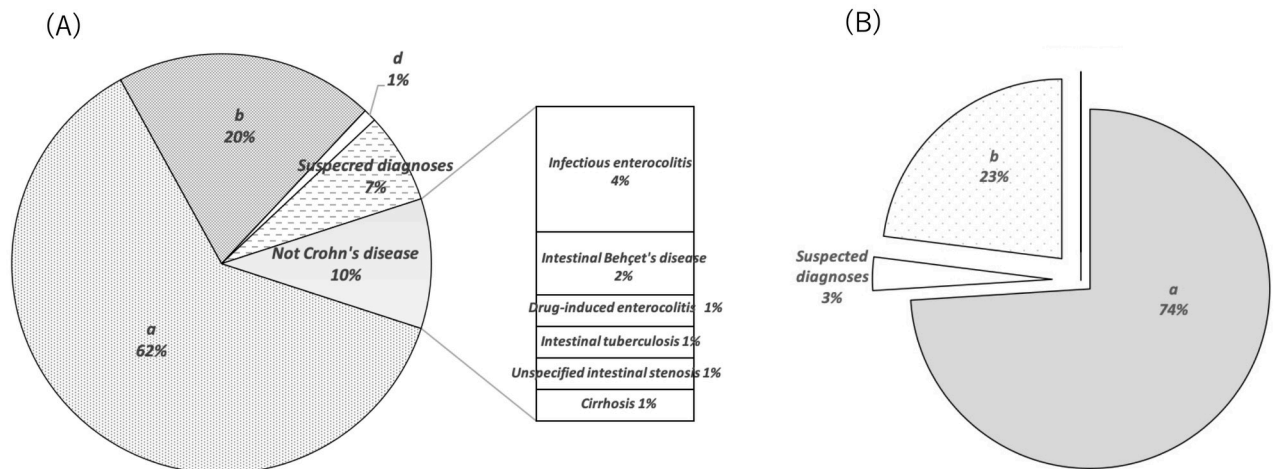 (A)
d
1%
b
20%
Suspecred diagnoses
7%
Not Crohn's disease
10%
a
62%
Infectious enterocolitis
4%
Intestinal Behçet's disease
2%
Drug-induced enterocolitis 1%
Intestinal tuberculosis 1%
Unspecified intestinal stenosis 1%
Cirrhosis 1%
(B)
b
23%
Suspected
diagnoses
3%
a
74%